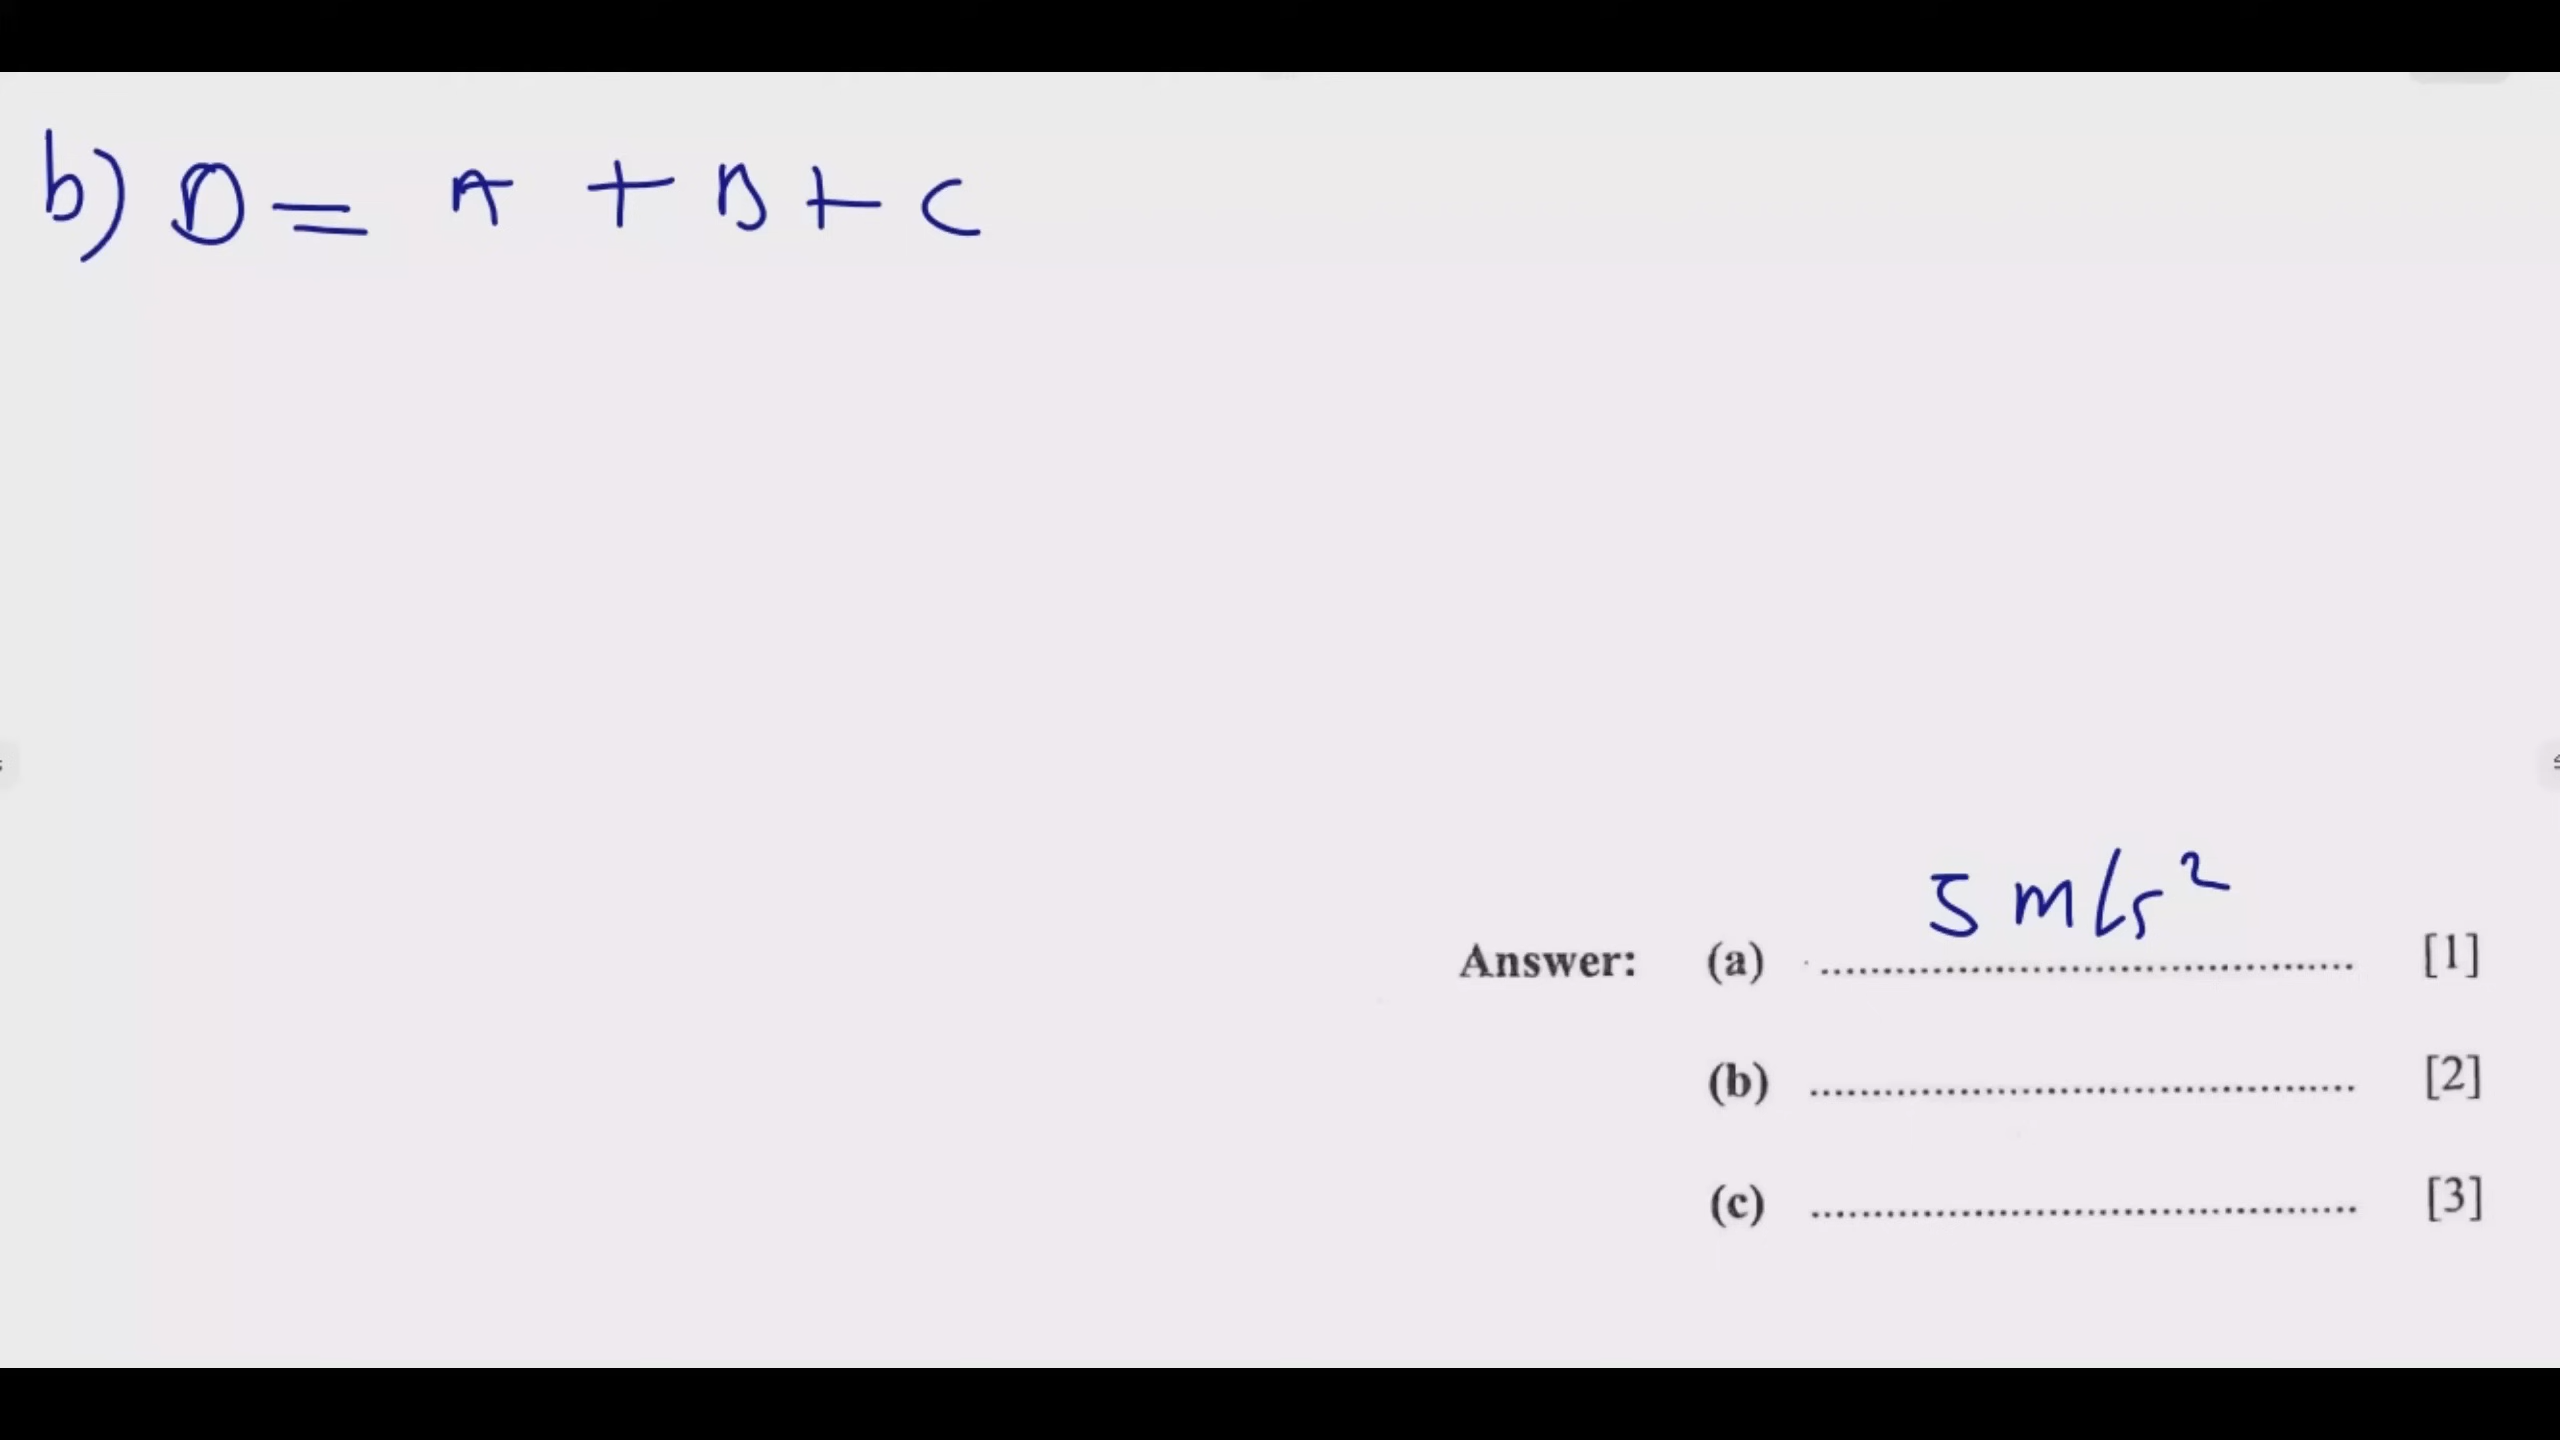 b) D = A + B + C
5 m/s²
Answer: (a) ............................................ [1]
(b) ............................................ [2]
(c) ............................................ [3]